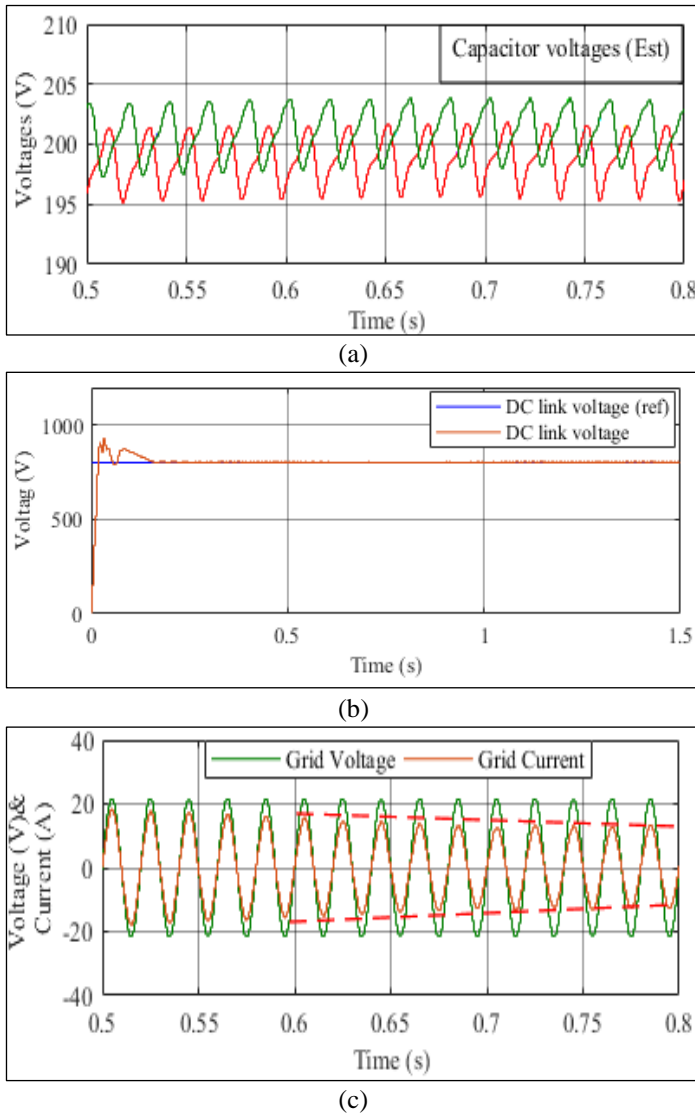 210
205
200
195
190
Voltages (V)
Capacitor voltages (Est)
0.5 0.55 0.6 0.65 0.7 0.75 0.8
Time (s)
(a)
1000
500
0
Voltag (V)
DC link voltage (ref)
DC link voltage
0 0.5 1 1.5
Time (s)
(b)
40
20
0
-20
-40
Voltage (V)&
Current (A)
Grid Voltage Grid Current
0.5 0.55 0.6 0.65 0.7 0.75 0.8
Time (s)
(c)